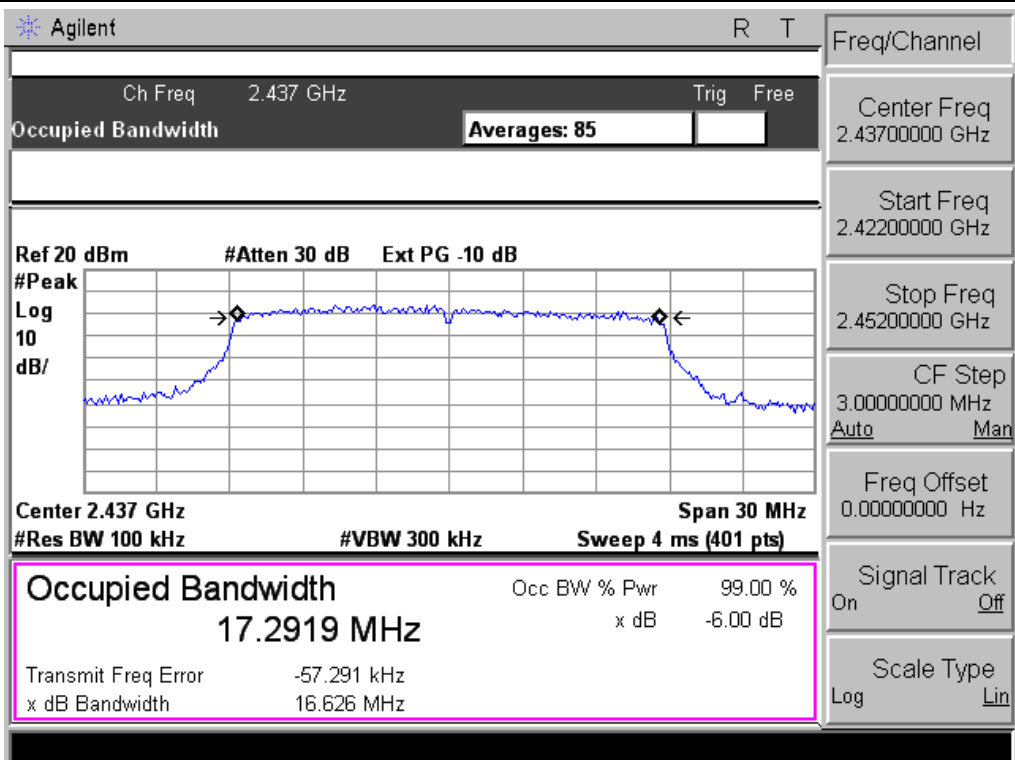 Agilent R T
Ch Freq 2.437 GHz Trig Free
Occupied Bandwidth Averages: 85
Ref 20 dBm #Atten 30 dB Ext PG -10 dB
#Peak
Log
10
dB/
Center 2.437 GHz Span 30 MHz
#Res BW 100 kHz #VBW 300 kHz Sweep 4 ms (401 pts)
Occupied Bandwidth Occ BW % Pwr 99.00 %
17.2919 MHz x dB -6.00 dB
Transmit Freq Error -57.291 kHz
x dB Bandwidth 16.626 MHz
Freq/Channel
Center Freq
2.43700000 GHz
Start Freq
2.42200000 GHz
Stop Freq
2.45200000 GHz
CF Step
3.00000000 MHz
Auto Man
Freq Offset
0.00000000 Hz
Signal Track
On Off
Scale Type
Log Lin